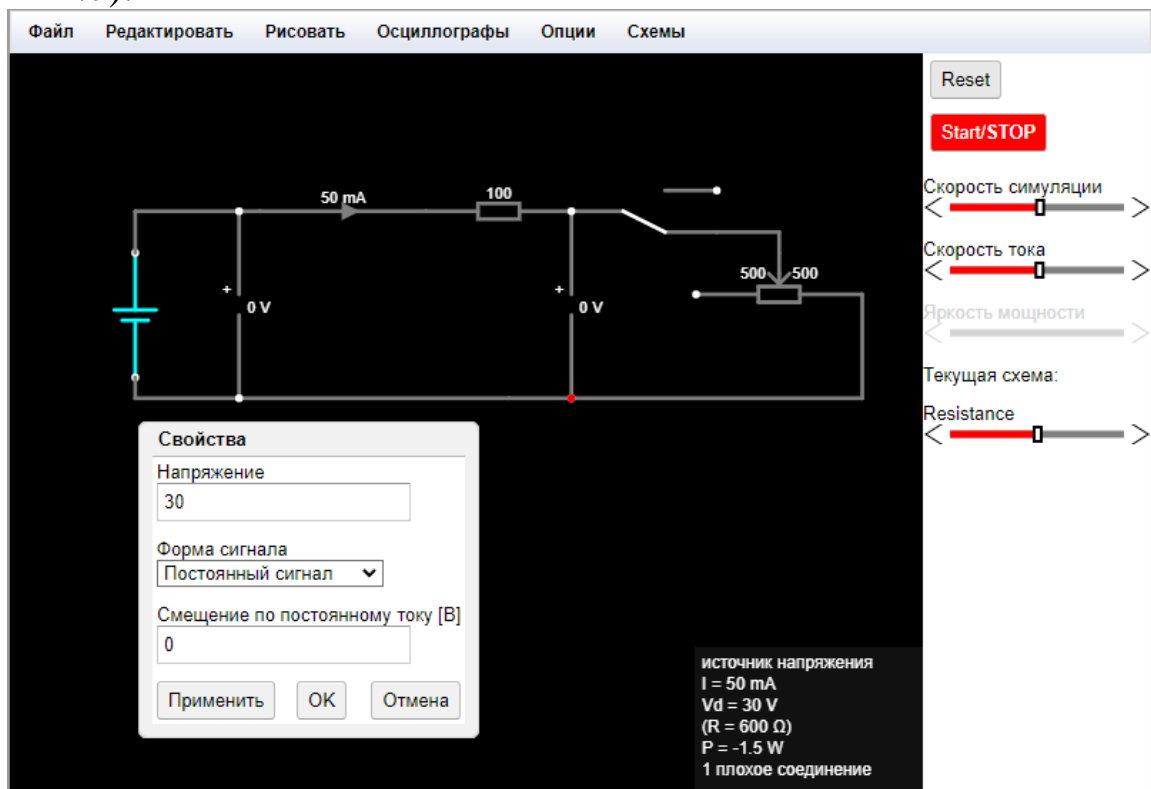 Файл Редактировать Рисовать Осциллографы Опции Схемы
Reset
Start/STOP
Скорость симуляции
Скорость тока
Яркость мощности
Текущая схема:
Resistance
50 mA
100
500 500
+
0 V
+
0 V
Свойства
Напряжение
30
Форма сигнала
Постоянный сигнал
Смещение по постоянному току [В]
0
Применить OK Отмена
источник напряжения
I = 50 mA
Vd = 30 V
(R = 600 Ω)
P = -1.5 W
1 плохое соединение